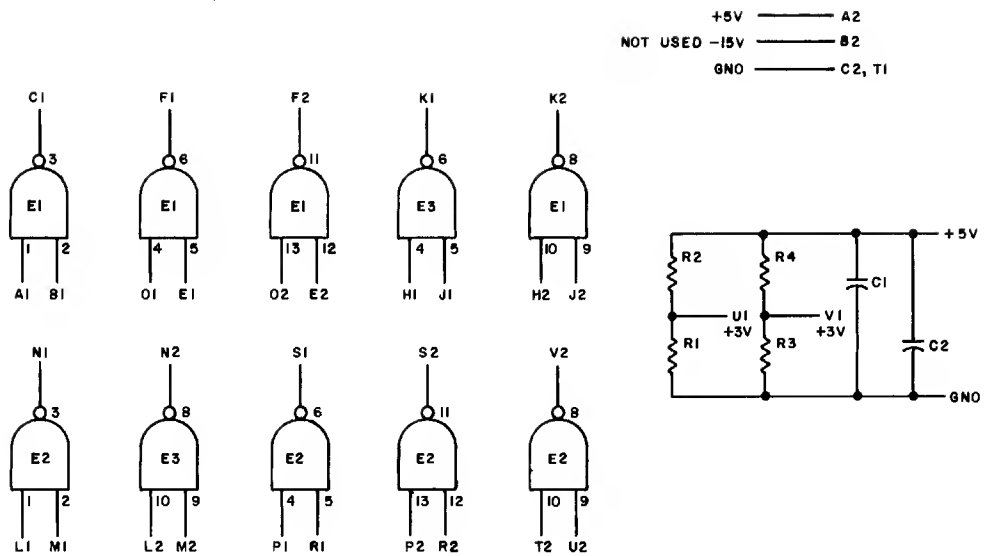 +5V A2
NOT USED -15V B2
GND C2, T1
C1 F1 F2 K1 K2
3 6 11 6 8
E1 E1 E1 E3 E1
1 2 4 5 13 12 4 5 10 9
A1 B1 D1 E1 D2 E2 H1 J1 H2 J2
+5V
R2 R4 C1
U1 V1
+3V +3V
R1 R3 C2
GND
N1 N2 S1 S2 V2
3 8 6 11 8
E2 E3 E2 E2 E2
1 2 10 9 4 5 13 12 10 9
L1 M1 L2 M2 P1 R1 P2 R2 T2 U2